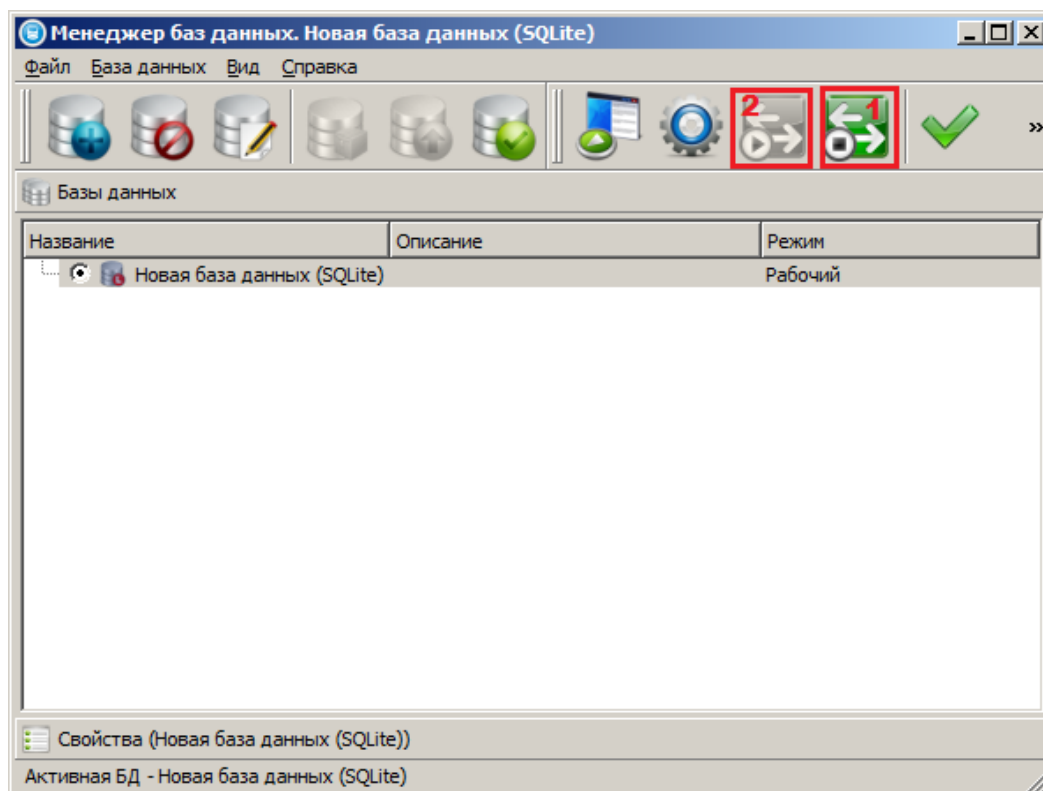 Менеджер баз данных. Новая база данных (SQLite)
Файл База данных Вид Справка
2 1
»
Базы данных
Название Описание Режим
Новая база данных (SQLite) Рабочий
Свойства (Новая база данных (SQLite))
Активная БД - Новая база данных (SQLite)